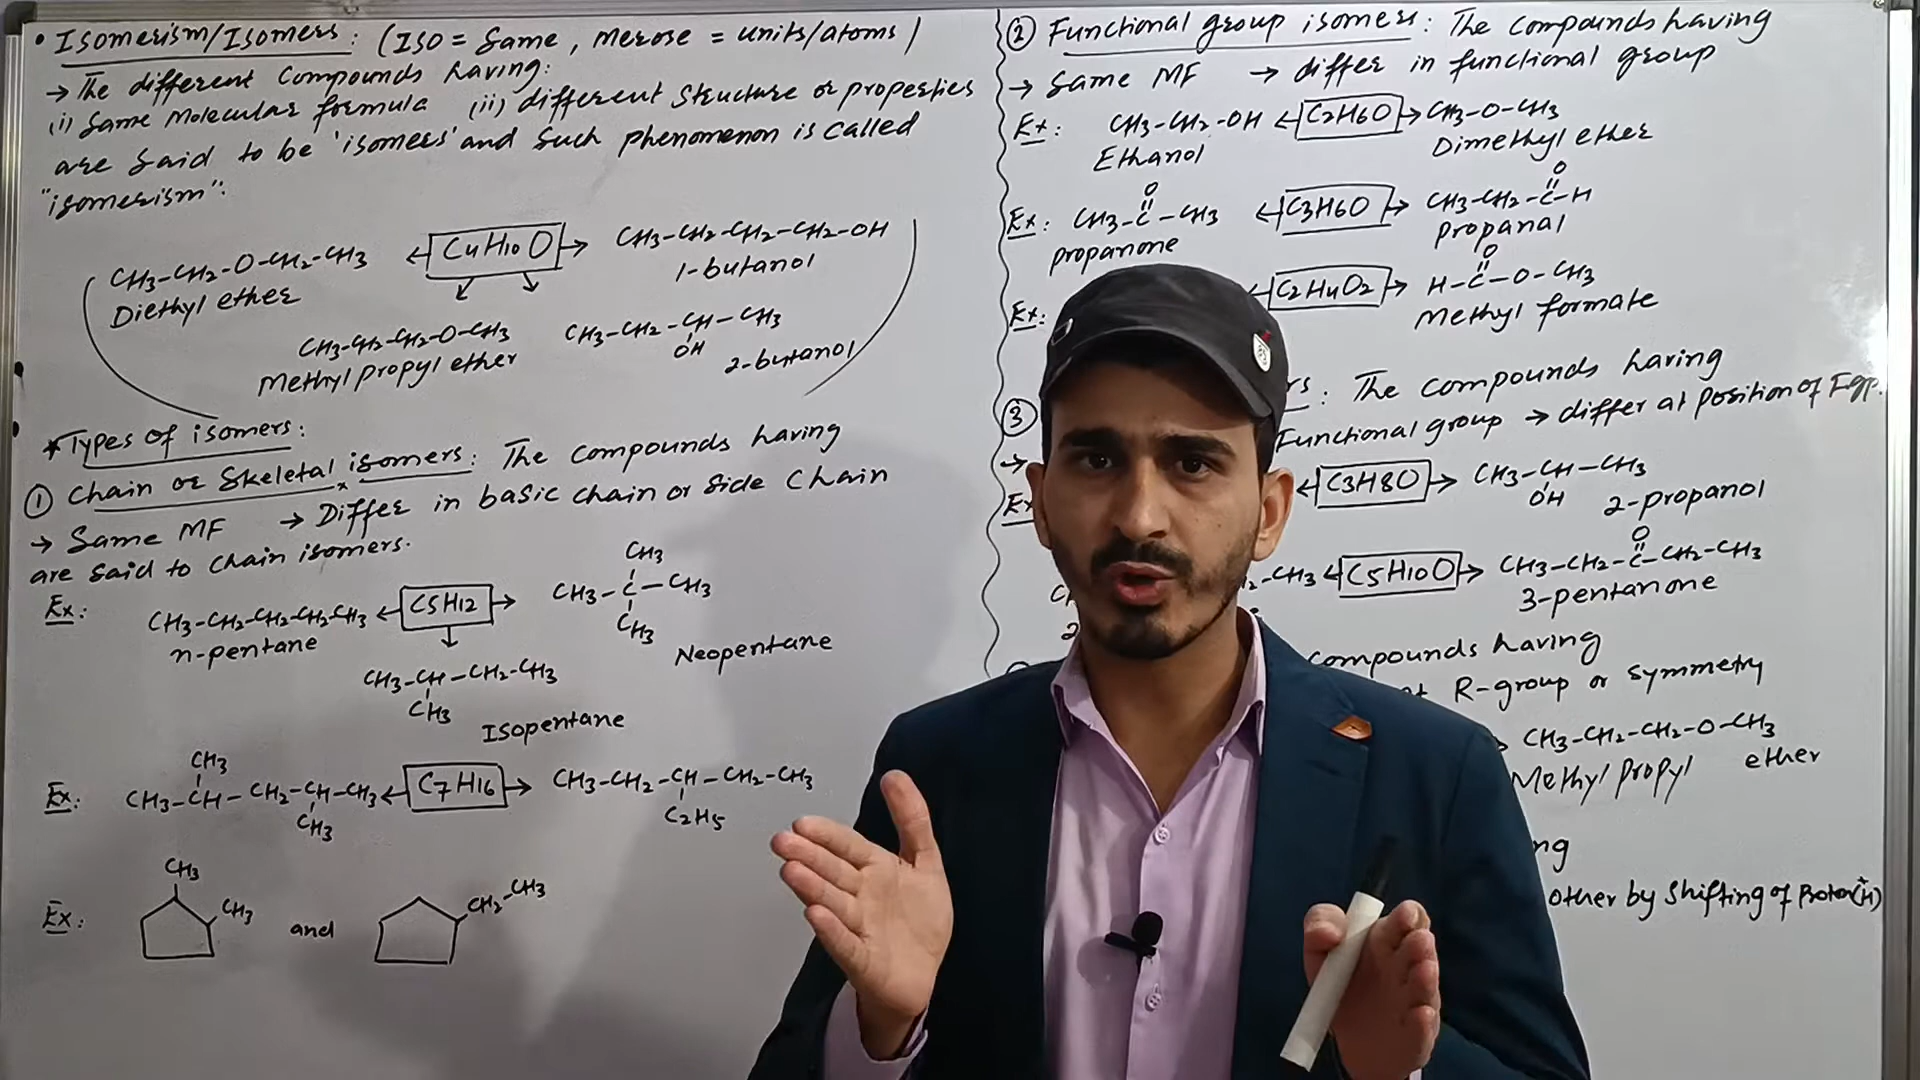 • Isomerism/Isomers: (Iso = Same, merose = units/atoms)
→ The different Compounds having:
(i) Same Molecular formula (ii) different Structure or properties
are said to be 'isomers' and such phenomenon is called
"isomerism":
CH3-CH2-O-CH2-CH3 ← C4H10O → CH3-CH2-CH2-CH2-OH
Diethyl ether
1-butanol
CH3-CH2-CH2-O-CH3
Methyl propyl ether
CH3-CH2-CH-CH3
OH
2-butanol
* Types of isomers:
① Chain or Skeletal isomers: The Compounds having
→ Same MF → Differ in basic chain or Side Chain
are said to chain isomers.
Ex:
CH3-CH2-CH2-CH2-CH3 ← C5H12 →
n-pentane
CH3
CH3-C-CH3
CH3
Neopentane
CH3-CH-CH2-CH3
CH3
Isopentane
Ex:
CH3
CH3-CH-CH2-CH-CH3 ← C7H16 → CH3-CH2-CH-CH2-CH3
CH3
C2H5
Ex:
CH3
CH3
and
CH2-CH3
② Functional group isomers: The Compounds having
→ Same MF → differ in functional group
Ex: CH3-CH2-OH ← C2H6O → CH3-O-CH3
Ethanol
Dimethyl ether
O
O
Ex: CH3-C-CH3 ← C3H6O → CH3-CH2-C-H
propanone
propanal
O
Ex: ← C2H4O2 → H-C-O-CH3
Methyl formate
③ rs: The compounds having
→ Functional group → differ at position of F.gp.
Ex ← C3H8O → CH3-CH-CH3
OH
2-propanol
O
-CH3 ← C5H10O → CH3-CH2-C-CH2-CH3
2
3-pentanone
compounds having
R-group or symmetry
CH3-CH2-CH2-O-CH3
Methyl propyl ether
ng
other by Shifting of Proton(H+)